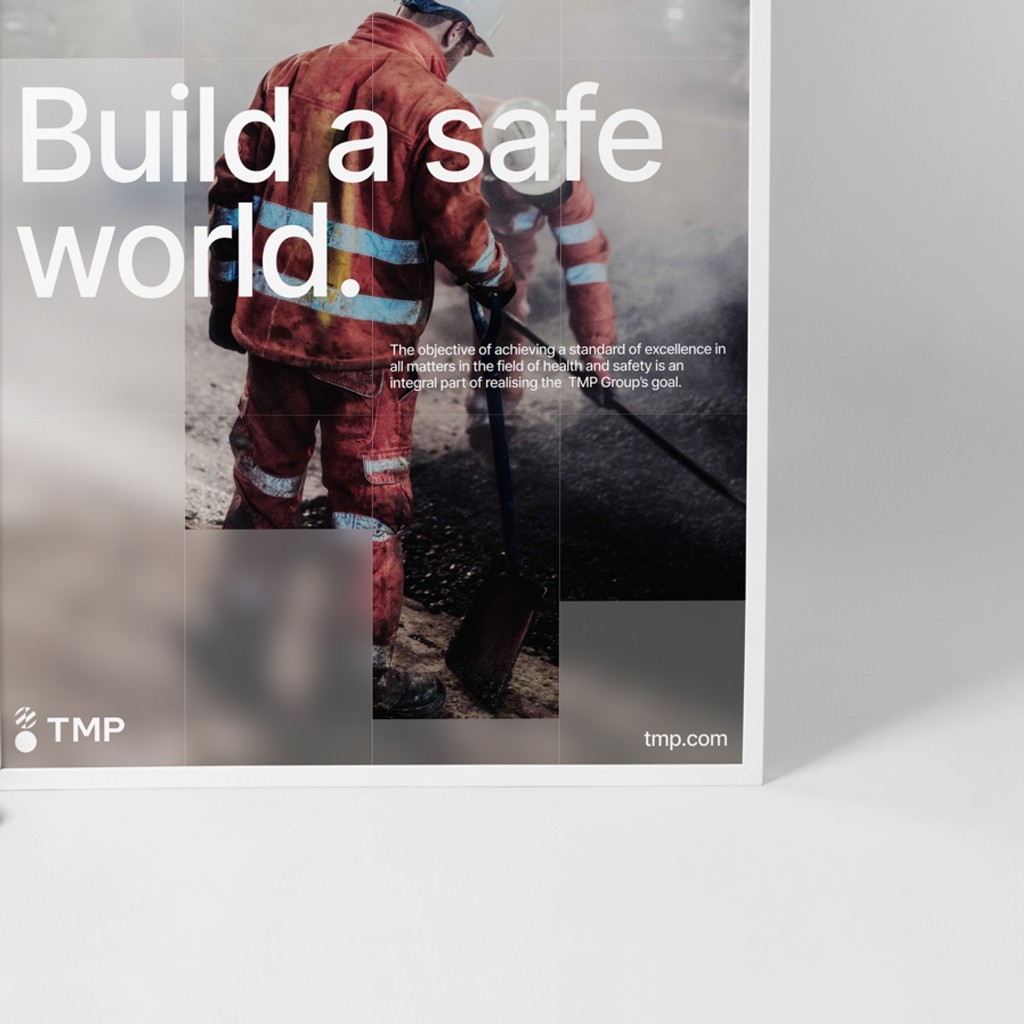 Build a safe
world.
The objective of achieving a standard of excellence in
all matters in the field of health and safety is an
integral part of realising the  TMP Group's goal.
TMP
tmp.com